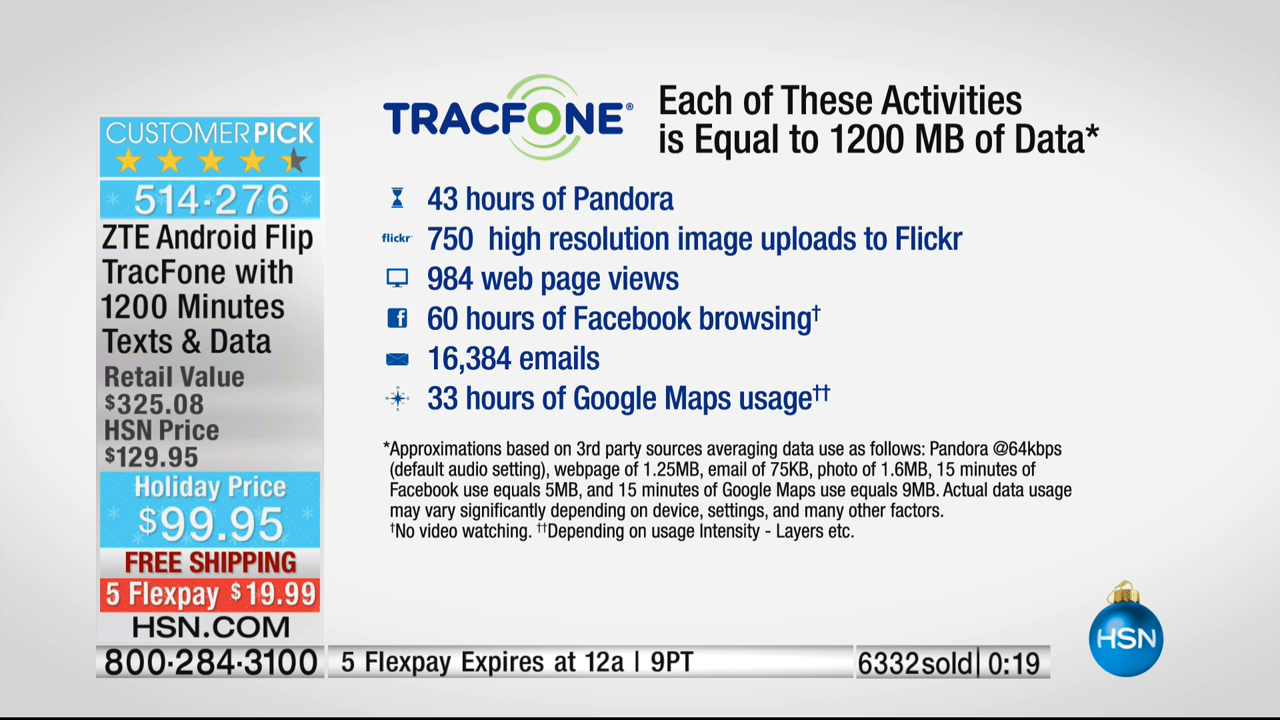 CUSTOMER PICK
514·276
ZTE Android Flip
TracFone with
1200 Minutes
Texts & Data
Retail Value
$325.08
HSN Price
$129.95
Holiday Price
$99.95
FREE SHIPPING
5 Flexpay $19.99
HSN.COM
800·284·3100
TRACFONE®
Each of These Activities
is Equal to 1200 MB of Data*
43 hours of Pandora
flickr 750 high resolution image uploads to Flickr
984 web page views
f 60 hours of Facebook browsing†
16,384 emails
33 hours of Google Maps usage††
*Approximations based on 3rd party sources averaging data use as follows: Pandora @64kbps
(default audio setting), webpage of 1.25MB, email of 75KB, photo of 1.6MB, 15 minutes of
Facebook use equals 5MB, and 15 minutes of Google Maps use equals 9MB. Actual data usage
may vary significantly depending on device, settings, and many other factors.
†No video watching. ††Depending on usage Intensity - Layers etc.
HSN
5 Flexpay Expires at 12a | 9PT
6332 sold | 0:19